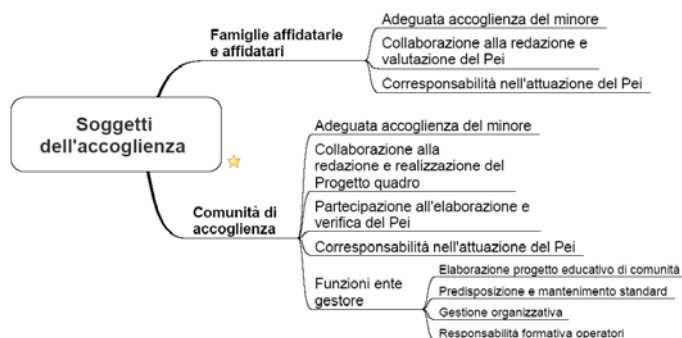 Famiglie affidatarie
e affidatari
Adeguata accoglienza del minore
Collaborazione alla redazione e
valutazione del Pei
Corresponsabilità nell'attuazione del Pei
Soggetti
dell'accoglienza
Comunità di
accoglienza
Adeguata accoglienza del minore
Collaborazione alla
redazione e realizzazione del
Progetto quadro
Partecipazione all'elaborazione e
verifica del Pei
Corresponsabilità nell'attuazione del Pei
Funzioni ente
gestore
Elaborazione progetto educativo di comunità
Predisposizione e mantenimento standard
Gestione organizzativa
Responsabilità formativa operatori